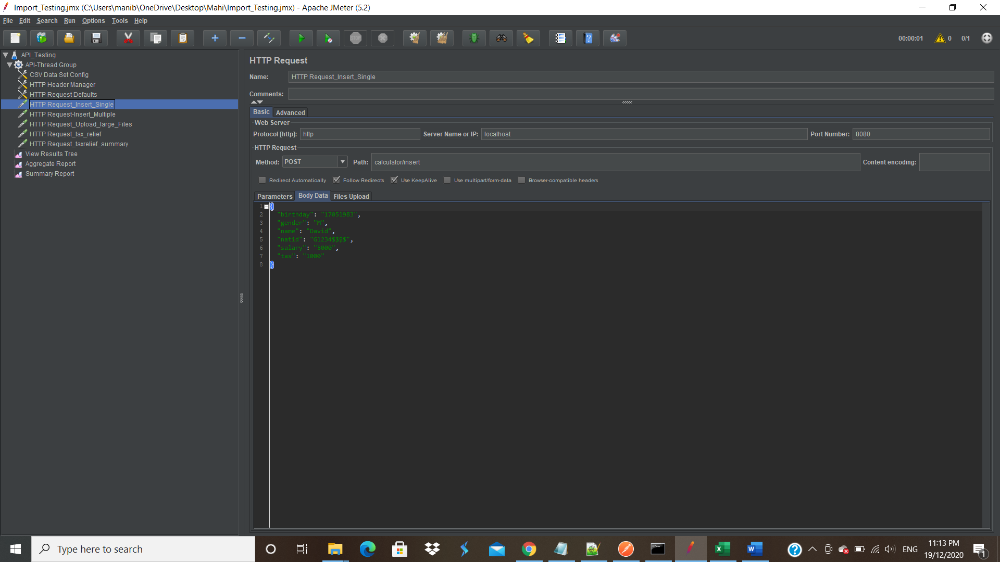 Import_Testing.jmx (C:\Users\manib\OneDrive\Desktop\Mahi\Import_Testing.jmx) - Apache JMeter (5.2)
File Edit Search Run Options Tools Help
STOP 00:00:01 0 0/1
API_Testing
API-Thread Group
CSV Data Set Config
HTTP Header Manager
HTTP Request Defaults
HTTP Request_Insert_Single
HTTP Request-Insert_Multiple
HTTP Request_Upload_large_Files
HTTP Request_tax_relief
HTTP Request_taxrelief_summary
View Results Tree
Aggregate Report
Summary Report
HTTP Request
Name: HTTP Request_Insert_Single
Comments:
Basic Advanced
Web Server
Protocol [http]: http Server Name or IP: localhost Port Number: 8080
HTTP Request
Method: POST Path: calculator/insert Content encoding:
Redirect Automatically Follow Redirects Use KeepAlive Use multipart/form-data Browser-compatible headers
Parameters Body Data Files Upload
1 {
2 "birthday": "17051983",
3 "gender": "M",
4 "name": "David",
5 "natid": "G1234$$$$",
6 "salary": "5000",
7 "tax": "1000"
8 }
Type here to search
ENG 11:13 PM
19/12/2020
1